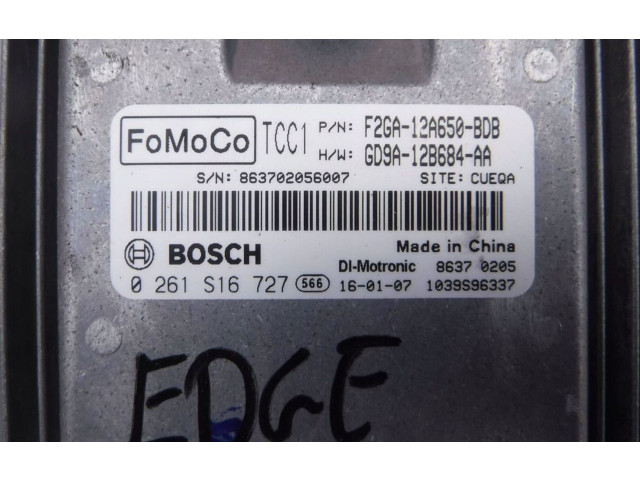 FoMoCo TCC1 P/N: F2GA-12A650-BDB
H/W: GD9A-12B684-AA
S/N: 863702056007 SITE: CUEQA
BOSCH Made in China
DI-Motronic 8637 0205
0 261 S16 727 566 16-01-07 1039S96337
EDGE